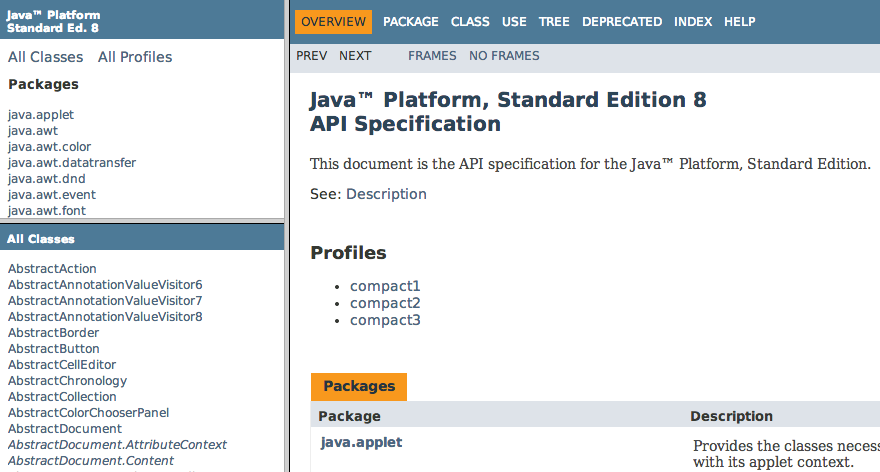 Java™ Platform
Standard Ed. 8
All Classes All Profiles
Packages
java.applet
java.awt
java.awt.color
java.awt.datatransfer
java.awt.dnd
java.awt.event
java.awt.font
All Classes
AbstractAction
AbstractAnnotationValueVisitor6
AbstractAnnotationValueVisitor7
AbstractAnnotationValueVisitor8
AbstractBorder
AbstractButton
AbstractCellEditor
AbstractChronology
AbstractCollection
AbstractColorChooserPanel
AbstractDocument
AbstractDocument.AttributeContext
AbstractDocument.Content
OVERVIEW PACKAGE CLASS USE TREE DEPRECATED INDEX HELP
PREV NEXT FRAMES NO FRAMES
Java™ Platform, Standard Edition 8
API Specification
This document is the API specification for the Java™ Platform, Standard Edition.
See: Description
Profiles
• compact1
• compact2
• compact3
Packages
Package Description
java.applet Provides the classes necess
with its applet context.